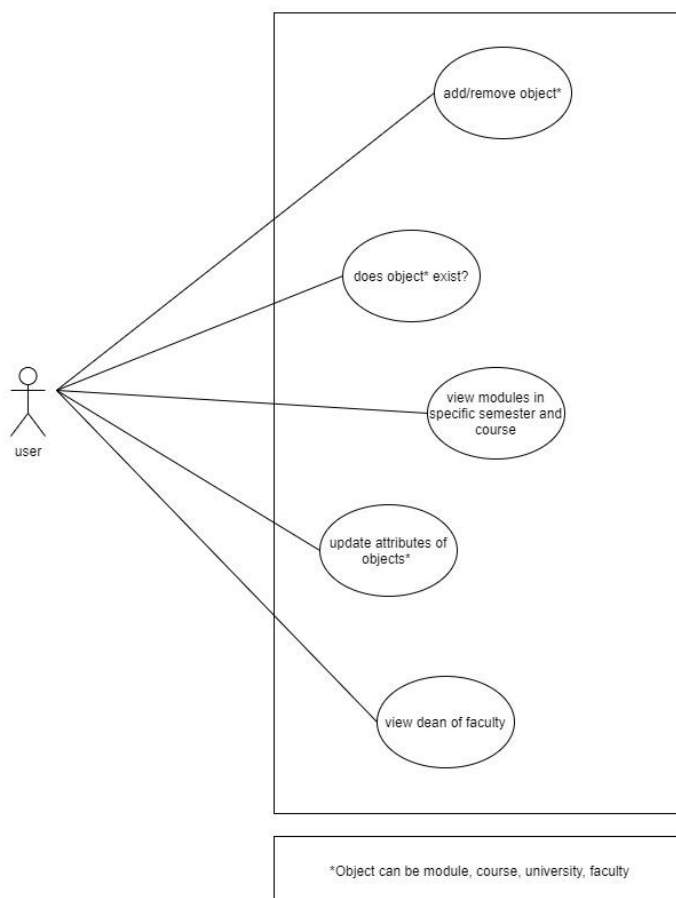 add/remove object*
does object* exist?
view modules in
specific semester and
course
user
update attributes of
objects*
view dean of faculty
*Object can be module, course, university, faculty